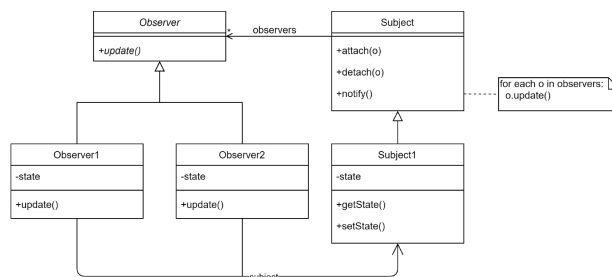 Observer
+update()
observers
*
Subject
+attach(o)
+detach(o)
+notify()
for each o in observers:
o.update()
Observer1
-state
+update()
Observer2
-state
+update()
Subject1
-state
+getState()
+setState()
subject